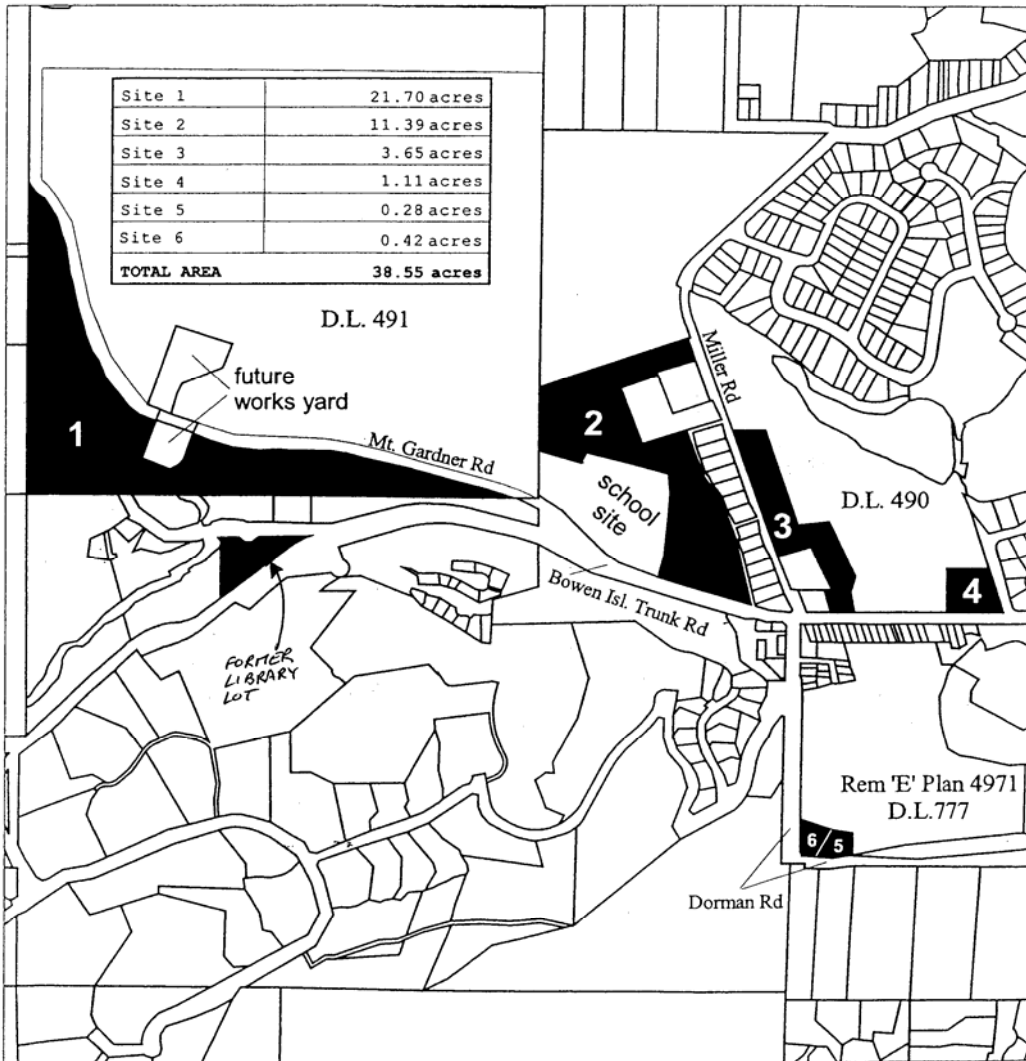 Site 1 21.70 acres
Site 2 11.39 acres
Site 3 3.65 acres
Site 4 1.11 acres
Site 5 0.28 acres
Site 6 0.42 acres
TOTAL AREA 38.55 acres
D.L. 491
future
works yard
1
Mt. Gardner Rd
2
Miller Rd
school
site
3
D.L. 490
4
Bowen Isl. Trunk Rd
FORMER
LIBRARY
LOT
Rem 'E' Plan 4971
D.L.777
6/5
Dorman Rd